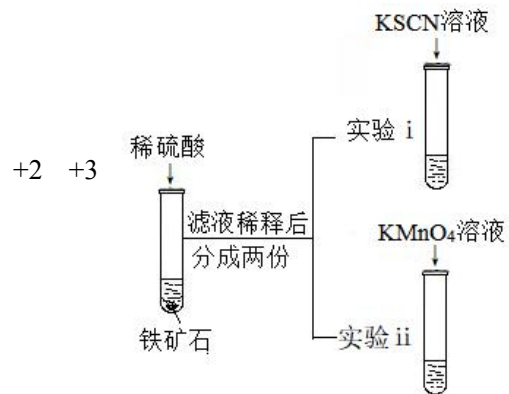 KSCN溶液
实验 i
+2 +3
稀硫酸
滤液稀释后
分成两份
KMnO₄溶液
铁矿石
实验 ii